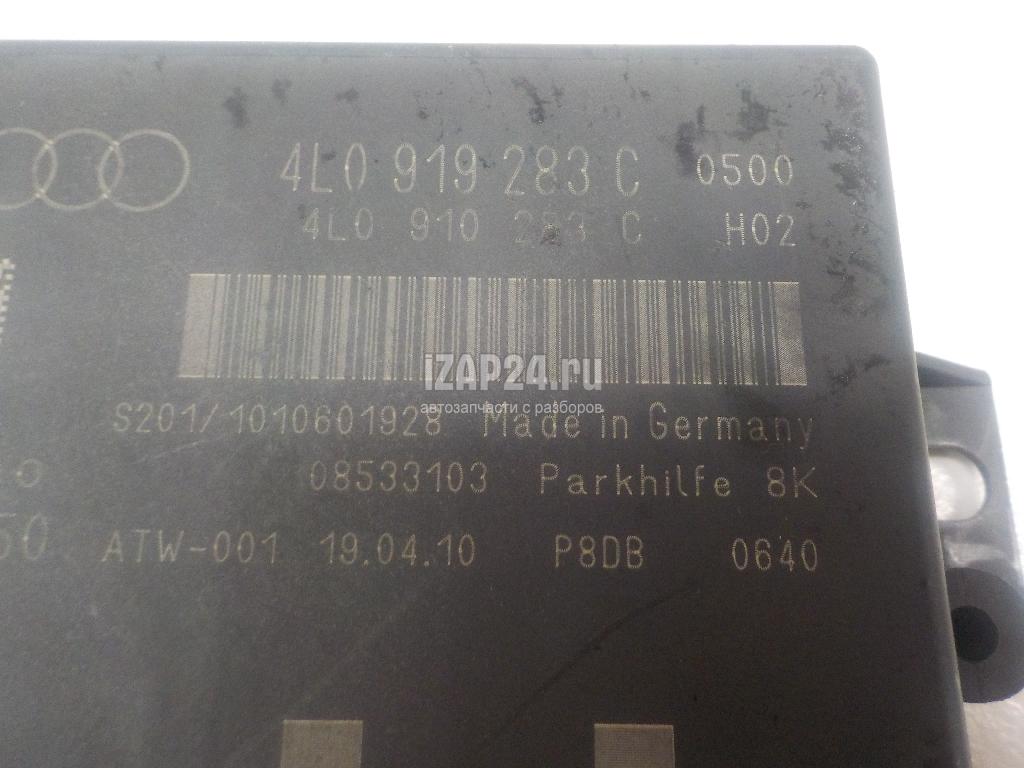 4L0 919 283 C 0500
4L0 910 283 C H02
iZAP24.ru
автозапчасти с разборов
S201/1010601928 Made in Germany
08533103 Parkhilfe 8K
ATW-001 19.04.10 P8DB 0640